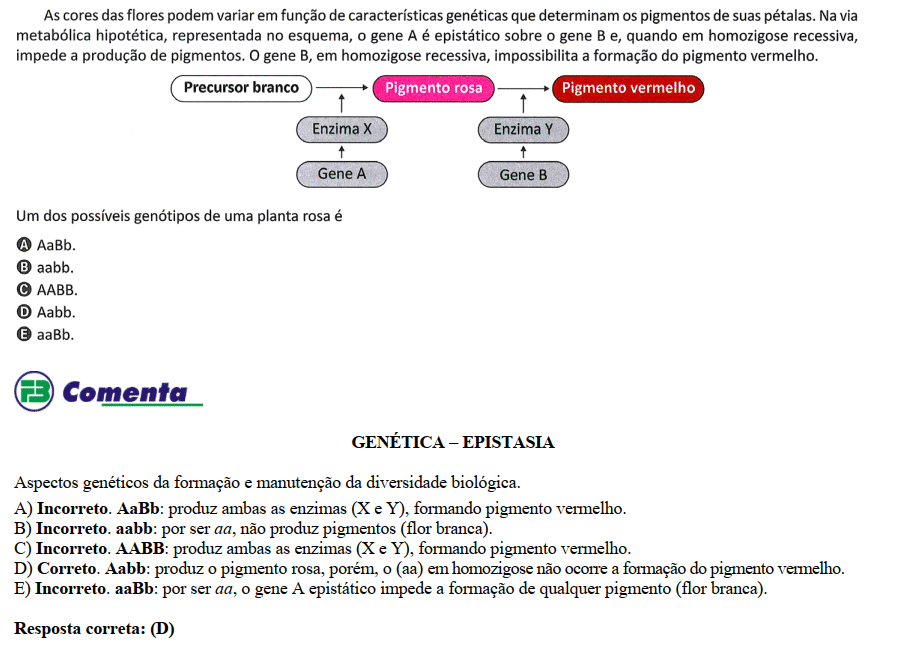 As cores das flores podem variar em função de características genéticas que determinam os pigmentos de suas pétalas. Na via
metabólica hipotética, representada no esquema, o gene A é epistático sobre o gene B e, quando em homozigose recessiva,
impede a produção de pigmentos. O gene B, em homozigose recessiva, impossibilita a formação do pigmento vermelho.
Precursor branco Pigmento rosa Pigmento vermelho
Enzima X Enzima Y
Gene A Gene B
Um dos possíveis genótipos de uma planta rosa é
A AaBb.
B aabb.
C AABB.
D Aabb.
E aaBb.
FB Comenta
GENÉTICA – EPISTASIA
Aspectos genéticos da formação e manutenção da diversidade biológica.
A) Incorreto. AaBb: produz ambas as enzimas (X e Y), formando pigmento vermelho.
B) Incorreto. aabb: por ser aa, não produz pigmentos (flor branca).
C) Incorreto. AABB: produz ambas as enzimas (X e Y), formando pigmento vermelho.
D) Correto. Aabb: produz o pigmento rosa, porém, o (aa) em homozigose não ocorre a formação do pigmento vermelho.
E) Incorreto. aaBb: por ser aa, o gene A epistático impede a formação de qualquer pigmento (flor branca).
Resposta correta: (D)